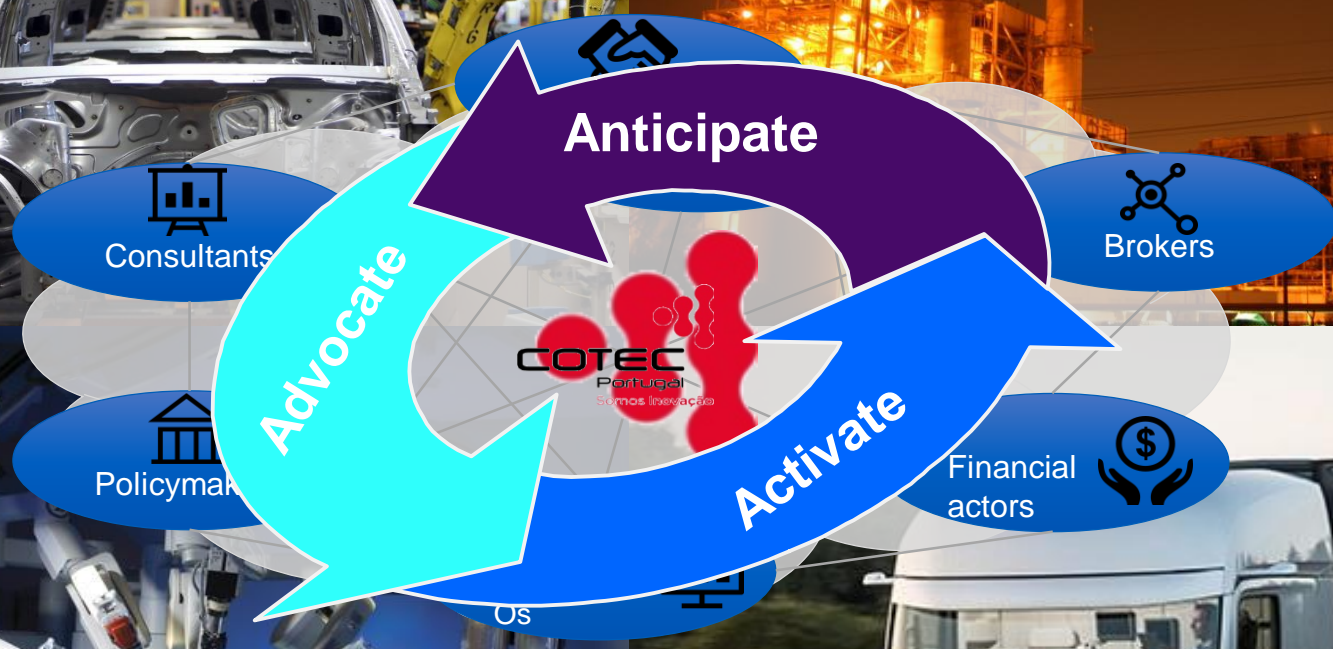 Anticipate
Consultants
Brokers
Advocate
COTEC
Portugal
Somos Inovação
Activate
Financial
actors
Os